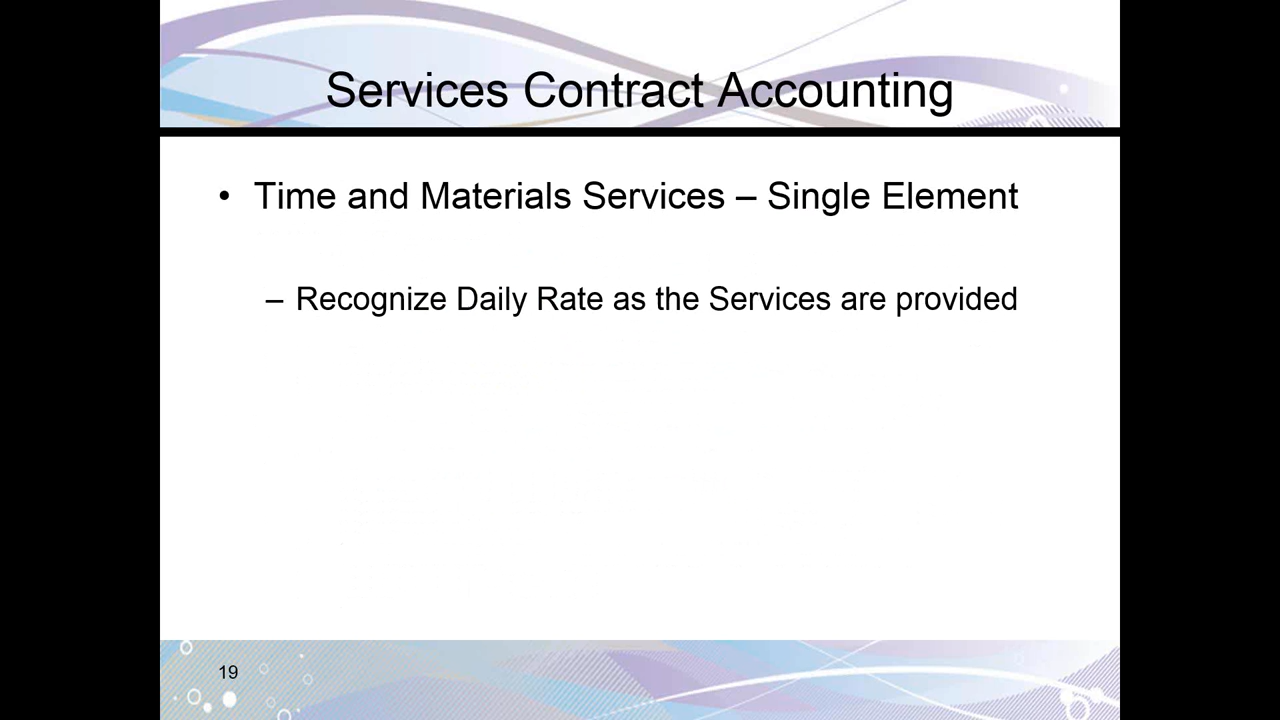 Services Contract Accounting
• Time and Materials Services – Single Element
– Recognize Daily Rate as the Services are provided
19